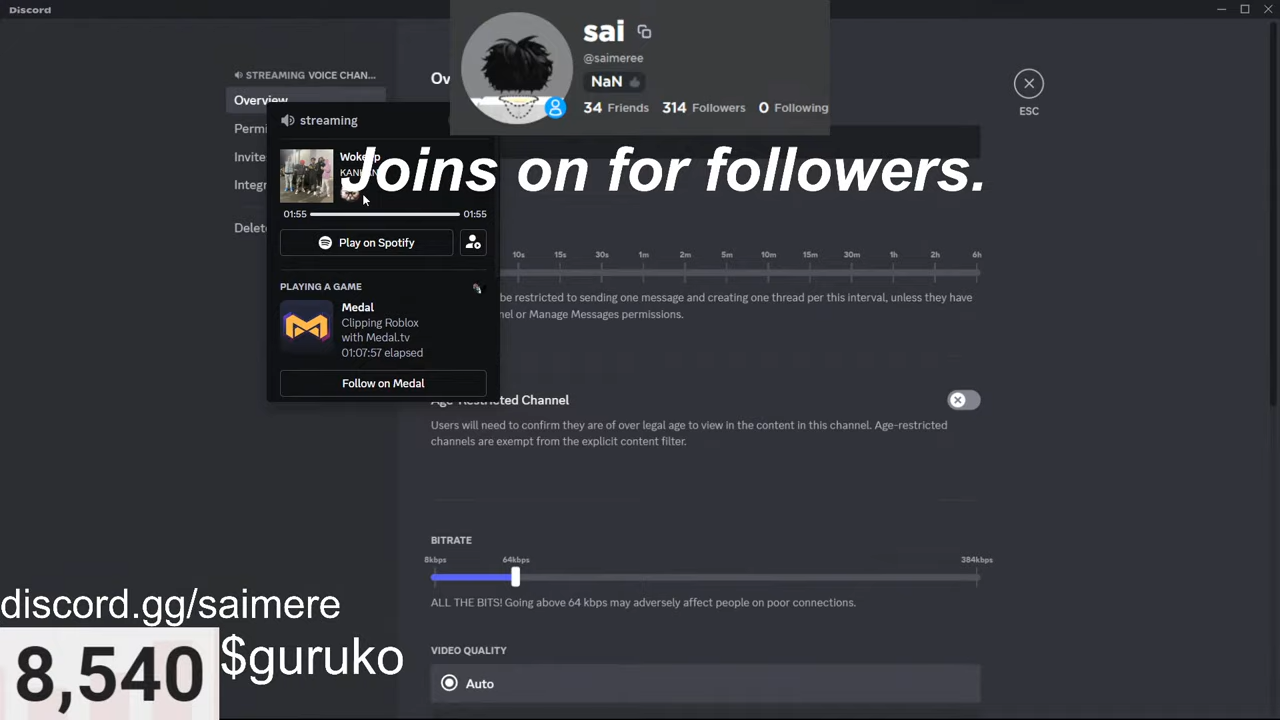 Discord
sai
@saimeree
NaN
34 Friends 314 Followers 0 Following
STREAMING VOICE CHAN...
Overview
Ov
ESC
Permi
Invite
Integr
Delet
streaming
Joins on for followers.
01:55 01:55
Play on Spotify
10s 15s 30s 1m 2m 5m 10m 15m 30m 1h 2h 6h
PLAYING A GAME
be restricted to sending one message and creating one thread per this interval, unless they have
nel or Manage Messages permissions.
Medal
Clipping Roblox
with Medal.tv
01:07:57 elapsed
Follow on Medal
Age-Restricted Channel
Users will need to confirm they are of over legal age to view in the content in this channel. Age-restricted
channels are exempt from the explicit content filter.
BITRATE
8kbps 64kbps 384kbps
ALL THE BITS! Going above 64 kbps may adversely affect people on poor connections.
VIDEO QUALITY
Auto
discord.gg/saimere
$guruko
8,540